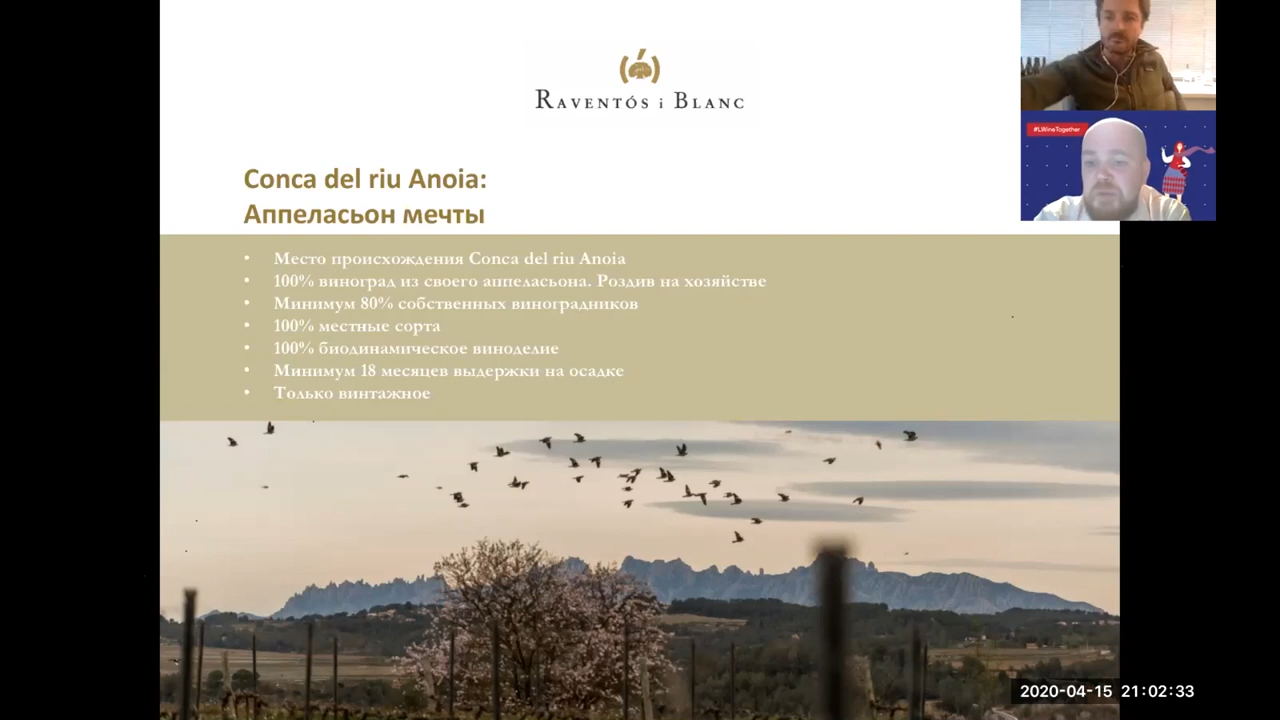 RAVENTÓS i BLANC
#LWineTogether
Conca del riu Anoia:
Аппеласьон мечты
• Место происхождения Conca del riu Anoia
• 100% виноград из своего аппеласьона. Роздив на хозяйстве
• Минимум 80% собственных виноградников
• 100% местные сорта
• 100% биодинамическое виноделие
• Минимум 18 месяцев выдержки на осадке
• Только винтажное
2020-04-15 21:02:33